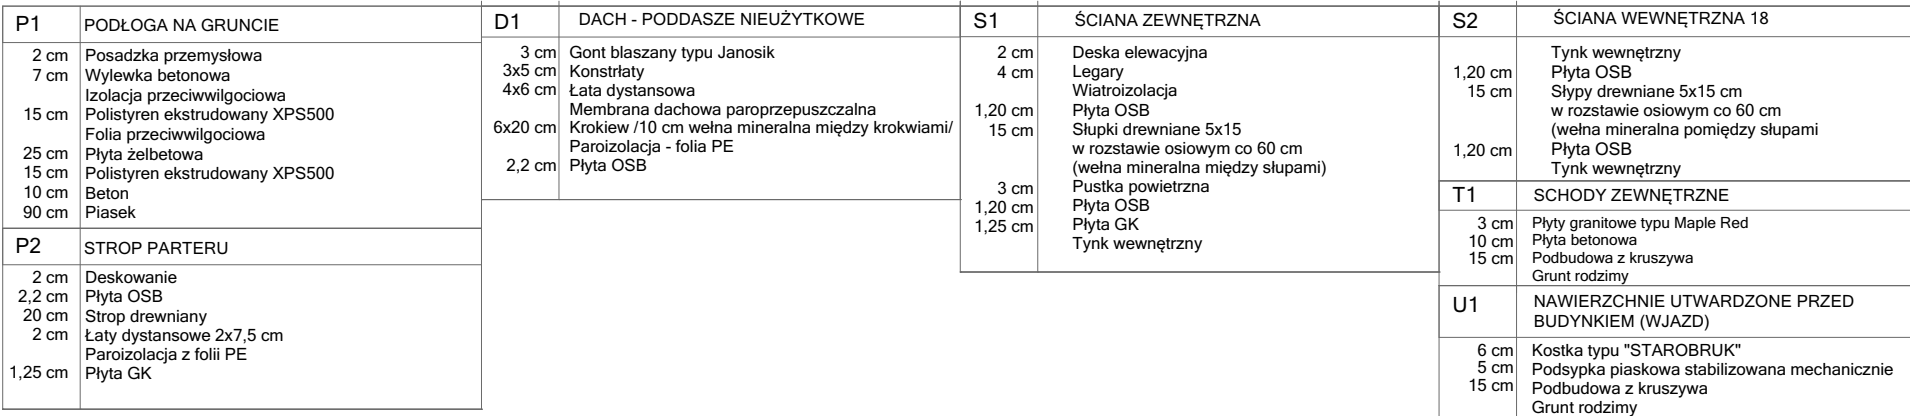 P1 PODŁOGA NA GRUNCIE
2 cm Posadzka przemysłowa
7 cm Wylewka betonowa
Izolacja przeciwwilgociowa
15 cm Polistyren ekstrudowany XPS500
Folia przeciwwilgociowa
25 cm Płyta żelbetowa
15 cm Polistyren ekstrudowany XPS500
10 cm Beton
90 cm Piasek
P2 STROP PARTERU
2 cm Deskowanie
2,2 cm Płyta OSB
20 cm Strop drewniany
2 cm Łaty dystansowe 2x7,5 cm
Paroizolacja z folii PE
1,25 cm Płyta GK
D1 DACH - PODDASZE NIEUŻYTKOWE
3 cm Gont blaszany typu Janosik
3x5 cm Konstrłaty
4x6 cm Łata dystansowa
Membrana dachowa paroprzepuszczalna
6x20 cm Krokiew /10 cm wełna mineralna między krokwiami/
Paroizolacja - folia PE
2,2 cm Płyta OSB
S1 ŚCIANA ZEWNĘTRZNA
2 cm Deska elewacyjna
4 cm Legary
Wiatroizolacja
1,20 cm Płyta OSB
15 cm Słupki drewniane 5x15
w rozstawie osiowym co 60 cm
(wełna mineralna między słupami)
3 cm Pustka powietrzna
1,20 cm Płyta OSB
1,25 cm Płyta GK
Tynk wewnętrzny
S2 ŚCIANA WEWNĘTRZNA 18
Tynk wewnętrzny
1,20 cm Płyta OSB
15 cm Słypy drewniane 5x15 cm
w rozstawie osiowym co 60 cm
(wełna mineralna pomiędzy słupami
1,20 cm Płyta OSB
Tynk wewnętrzny
T1 SCHODY ZEWNĘTRZNE
3 cm Płyty granitowe typu Maple Red
10 cm Płyta betonowa
15 cm Podbudowa z kruszywa
Grunt rodzimy
U1 NAWIERZCHNIE UTWARDZONE PRZED
BUDYNKIEM (WJAZD)
6 cm Kostka typu "STAROBRUK"
5 cm Podsypka piaskowa stabilizowana mechanicznie
15 cm Podbudowa z kruszywa
Grunt rodzimy